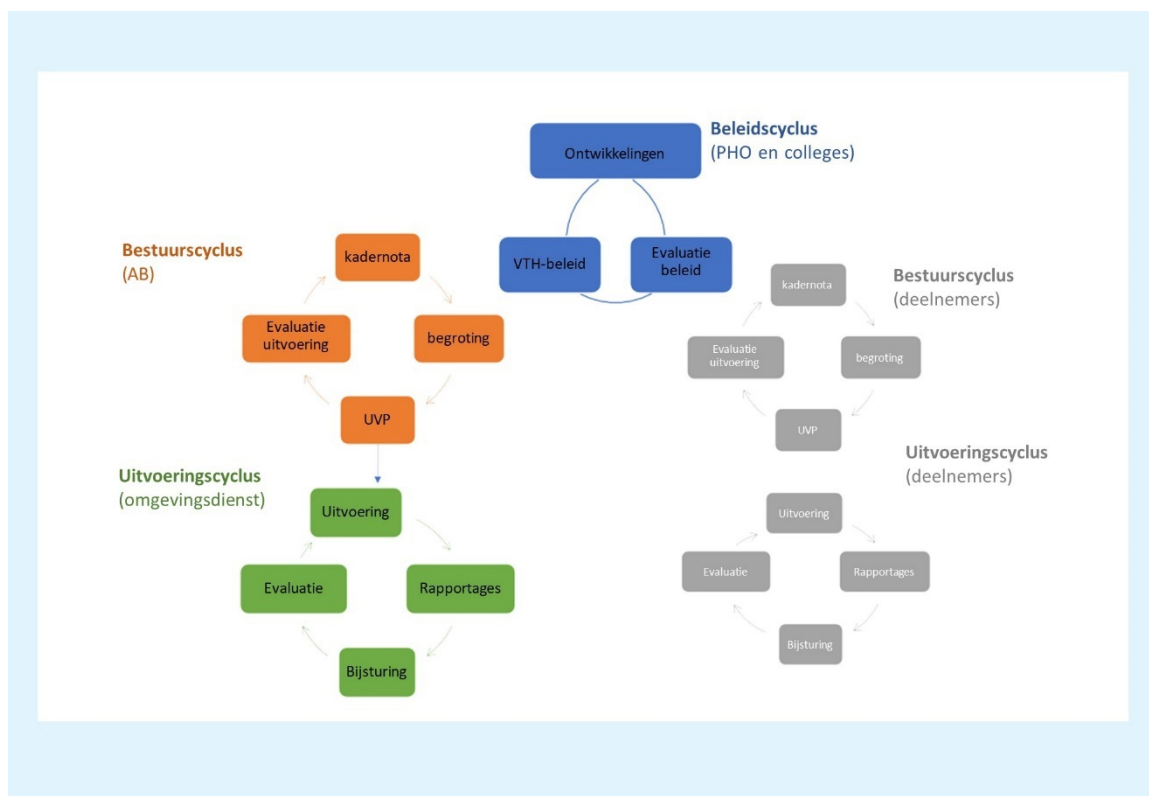 Beleidscyclus
(PHO en colleges)
Ontwikkelingen
VTH-beleid
Evaluatie
beleid
Bestuurscyclus
(AB)
kadernota
begroting
UVP
Evaluatie
uitvoering
Uitvoeringscyclus
(omgevingsdienst)
Uitvoering
Rapportages
Bijsturing
Evaluatie
Bestuurscyclus
(deelnemers)
kadernota
begroting
UVP
Evaluatie
uitvoering
Uitvoeringscyclus
(deelnemers)
Uitvoering
Rapportages
Bijsturing
Evaluatie